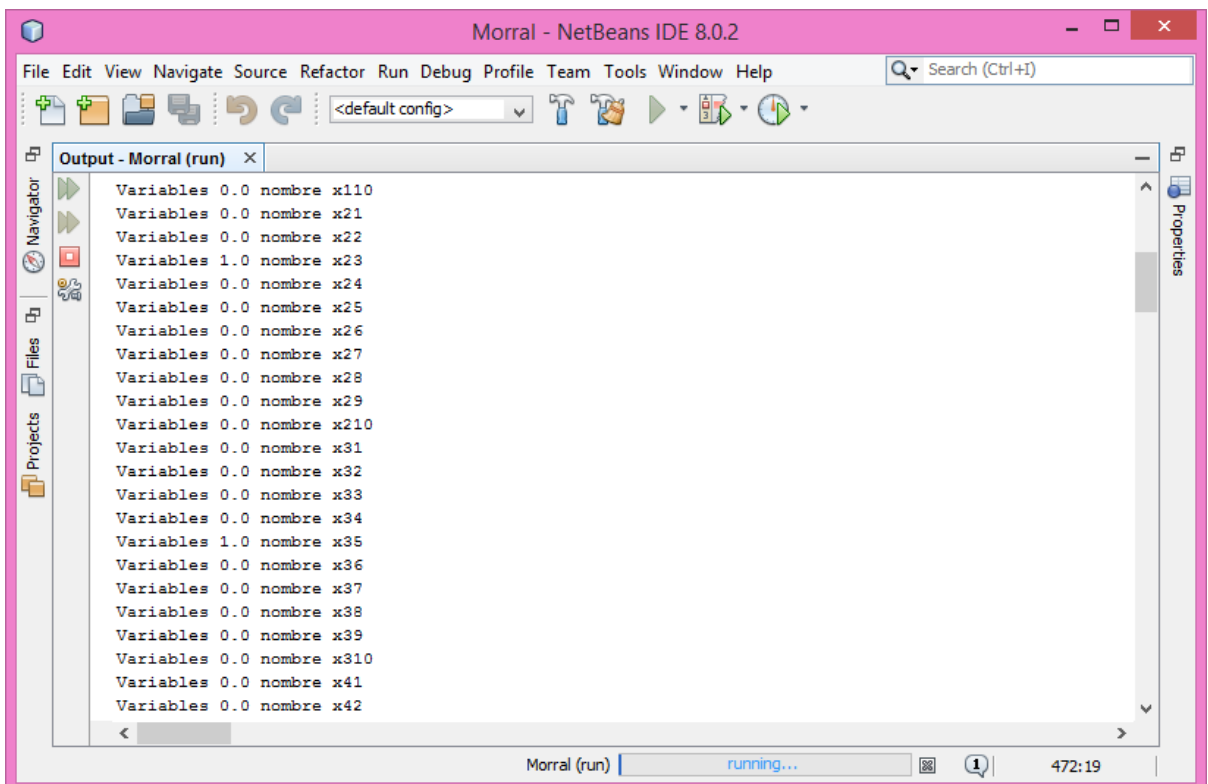 Morral - NetBeans IDE 8.0.2
File Edit View Navigate Source Refactor Run Debug Profile Team Tools Window Help
Search (Ctrl+I)
<default config>
Output - Morral (run)
Navigator
Files
Projects
Variables 0.0 nombre x110
Variables 0.0 nombre x21
Variables 0.0 nombre x22
Variables 1.0 nombre x23
Variables 0.0 nombre x24
Variables 0.0 nombre x25
Variables 0.0 nombre x26
Variables 0.0 nombre x27
Variables 0.0 nombre x28
Variables 0.0 nombre x29
Variables 0.0 nombre x210
Variables 0.0 nombre x31
Variables 0.0 nombre x32
Variables 0.0 nombre x33
Variables 0.0 nombre x34
Variables 1.0 nombre x35
Variables 0.0 nombre x36
Variables 0.0 nombre x37
Variables 0.0 nombre x38
Variables 0.0 nombre x39
Variables 0.0 nombre x310
Variables 0.0 nombre x41
Variables 0.0 nombre x42
Properties
Morral (run) running... 1 472:19